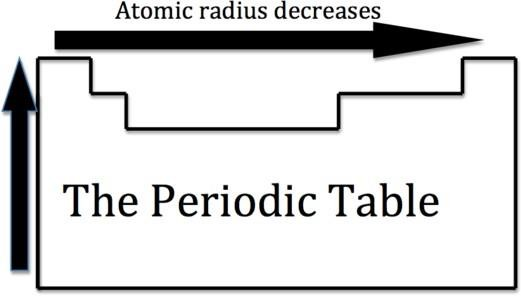 Atomic radius decreases
The Periodic Table